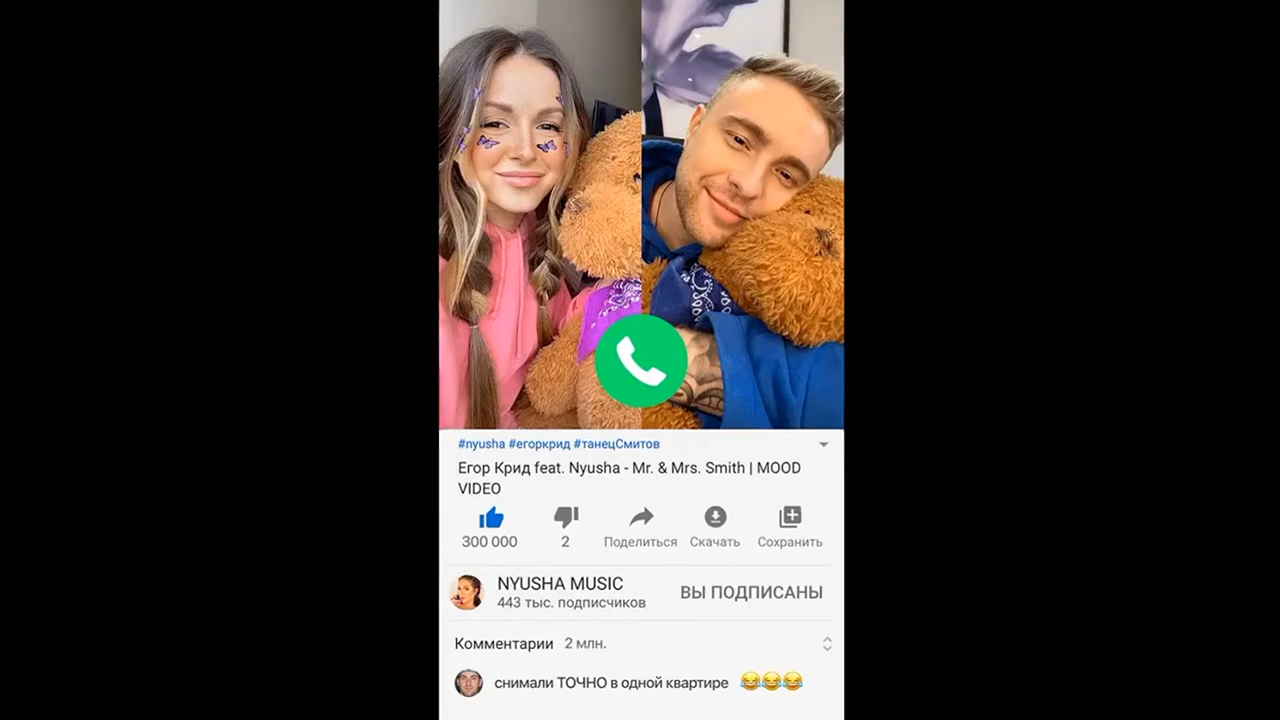 #nyusha #егоркрид #танецСмитов
Егор Крид feat. Nyusha - Mr. & Mrs. Smith | MOOD
VIDEO
300 000
2
Поделиться
Скачать
Сохранить
NYUSHA MUSIC
443 тыс. подписчиков
ВЫ ПОДПИСАНЫ
Комментарии 2 млн.
снимали ТОЧНО в одной квартире 😂😂😂